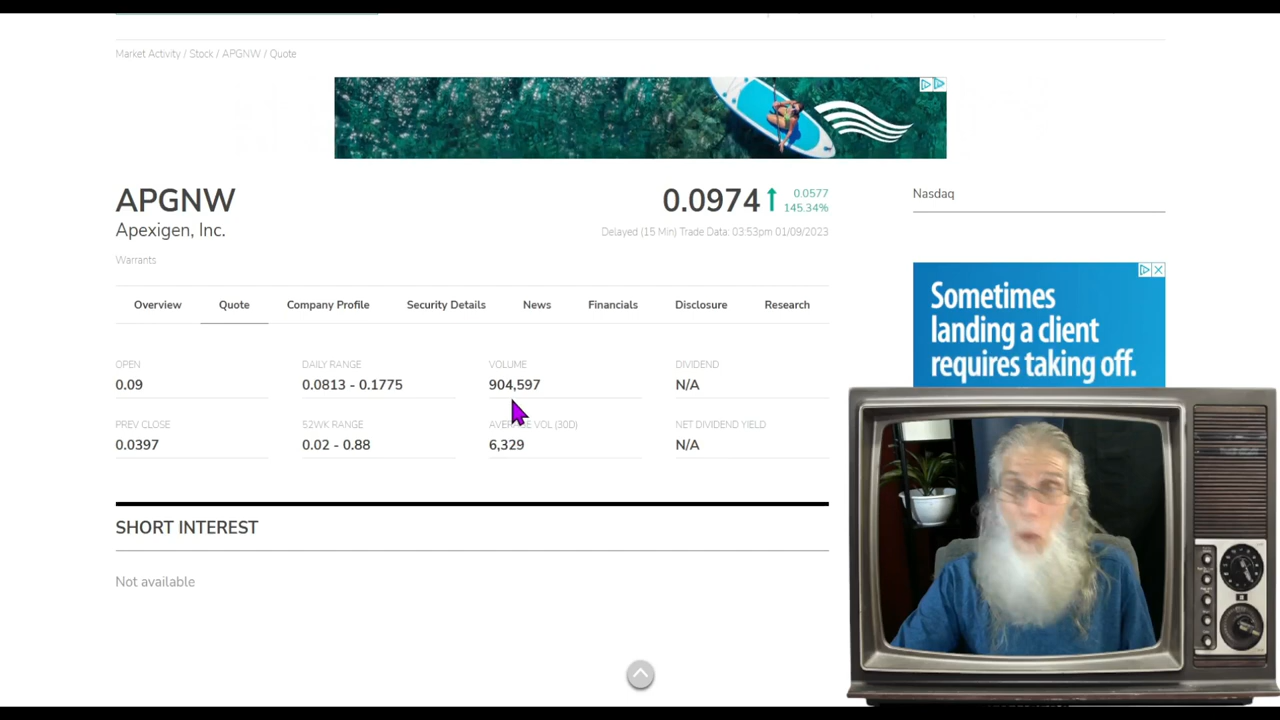 Market Activity / Stock / APGNW / Quote
APGNW
0.0974
0.0577
145.34%
Apexigen, Inc.
Delayed (15 Min) Trade Data: 03:53pm 01/09/2023
Warrants
Nasdaq
Overview Quote Company Profile Security Details News Financials Disclosure Research
OPEN DAILY RANGE VOLUME DIVIDEND
0.09 0.0813 - 0.1775 904,597 N/A
PREV CLOSE 52WK RANGE AVERAGE VOL (30D) NET DIVIDEND YIELD
0.0397 0.02 - 0.88 6,329 N/A
SHORT INTEREST
Not available
Sometimes
landing a client
requires taking off.